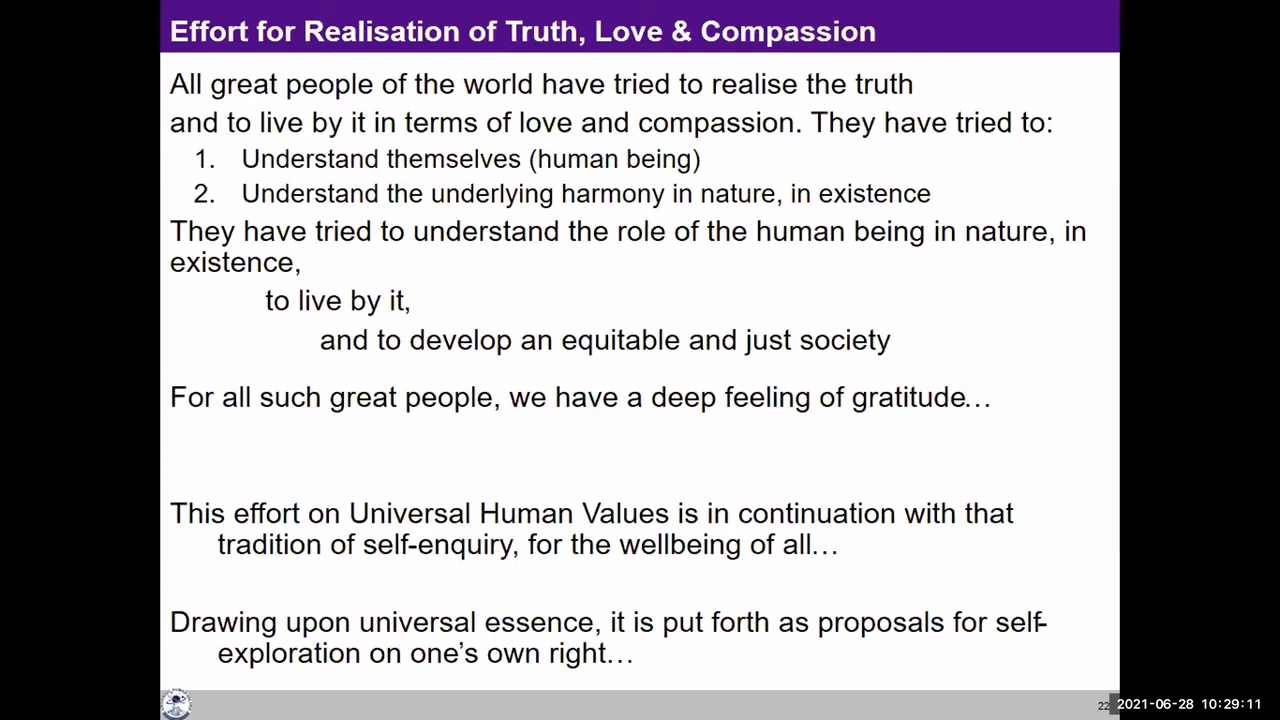 Effort for Realisation of Truth, Love & Compassion
All great people of the world have tried to realise the truth
and to live by it in terms of love and compassion. They have tried to:
1. Understand themselves (human being)
2. Understand the underlying harmony in nature, in existence
They have tried to understand the role of the human being in nature, in
existence,
to live by it,
and to develop an equitable and just society
For all such great people, we have a deep feeling of gratitude…
This effort on Universal Human Values is in continuation with that
tradition of self-enquiry, for the wellbeing of all…
Drawing upon universal essence, it is put forth as proposals for self-
exploration on one’s own right…
22 2021-06-28 10:29:11